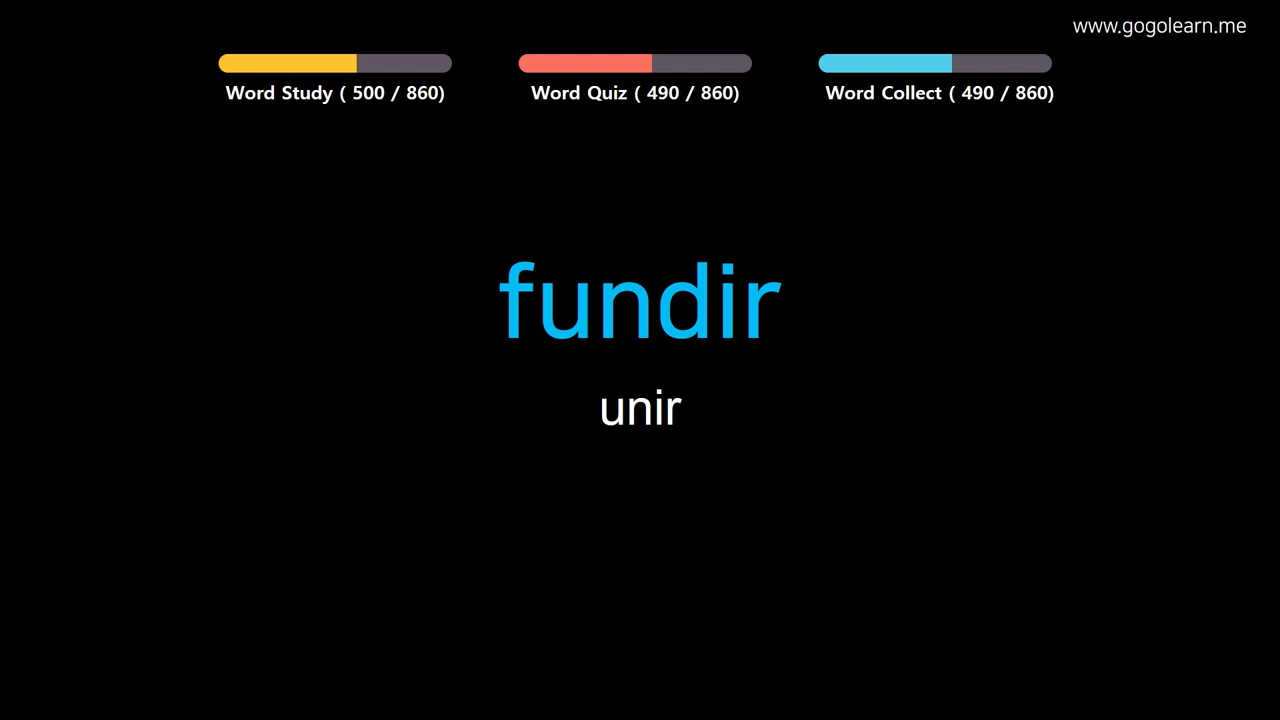 www.gogolearn.me
Word Study ( 500 / 860)
Word Quiz ( 490 / 860)
Word Collect ( 490 / 860)
fundir
unir